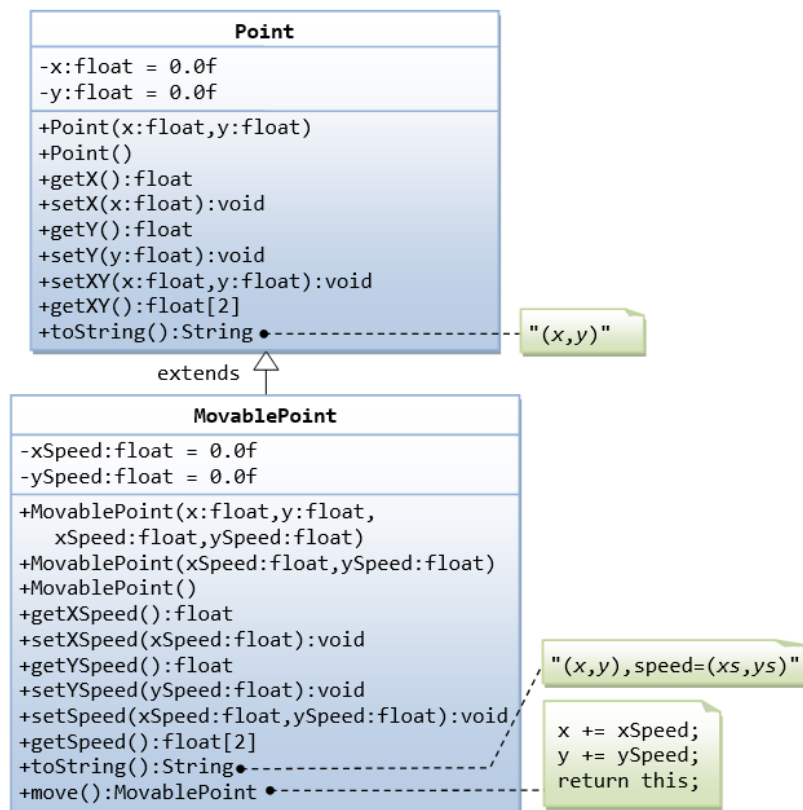 Point
-x:float = 0.0f
-y:float = 0.0f
+Point(x:float,y:float)
+Point()
+getX():float
+setX(x:float):void
+getY():float
+setY(y:float):void
+setXY(x:float,y:float):void
+getXY():float[2]
+toString():String
"(x,y)"
extends
MovablePoint
-xSpeed:float = 0.0f
-ySpeed:float = 0.0f
+MovablePoint(x:float,y:float,
xSpeed:float,ySpeed:float)
+MovablePoint(xSpeed:float,ySpeed:float)
+MovablePoint()
+getXSpeed():float
+setXSpeed(xSpeed:float):void
+getYSpeed():float
+setYSpeed(ySpeed:float):void
+setSpeed(xSpeed:float,ySpeed:float):void
+getSpeed():float[2]
+toString():String
+move():MovablePoint
"(x,y),speed=(xs,ys)"
x += xSpeed;
y += ySpeed;
return this;